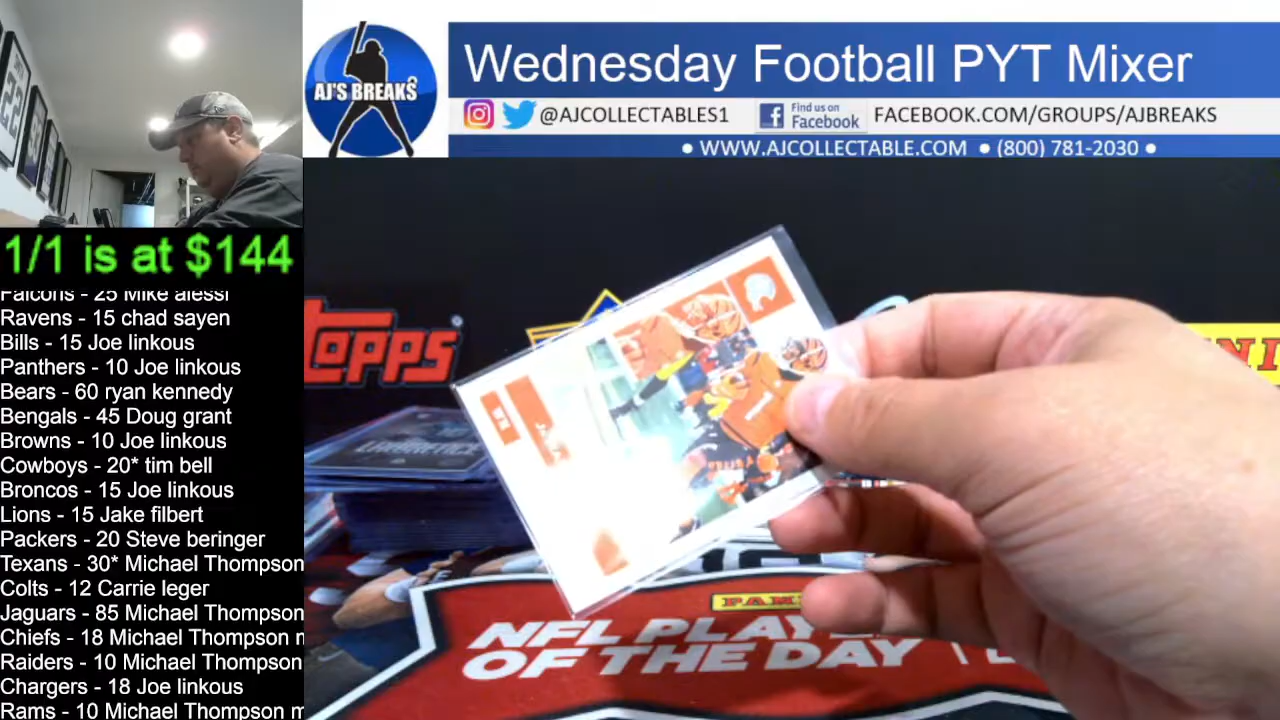 AJ'S BREAKS
Wednesday Football PYT Mixer
@AJCOLLECTABLES1
Find us on
Facebook
FACEBOOK.COM/GROUPS/AJBREAKS
• WWW.AJCOLLECTABLE.COM • (800) 781-2030 •
1/1 is at $144
Falcons - 25 Mike alessi
Ravens - 15 chad sayen
Bills - 15 Joe linkous
Panthers - 10 Joe linkous
Bears - 60 ryan kennedy
Bengals - 45 Doug grant
Browns - 10 Joe linkous
Cowboys - 20* tim bell
Broncos - 15 Joe linkous
Lions - 15 Jake filbert
Packers - 20 Steve beringer
Texans - 30* Michael Thompson
Colts - 12 Carrie leger
Jaguars - 85 Michael Thompson
Chiefs - 18 Michael Thompson m
Raiders - 10 Michael Thompson
Chargers - 18 Joe linkous
Rams - 10 Michael Thompson m
TOPPS
NFL PLAY
OF THE DAY